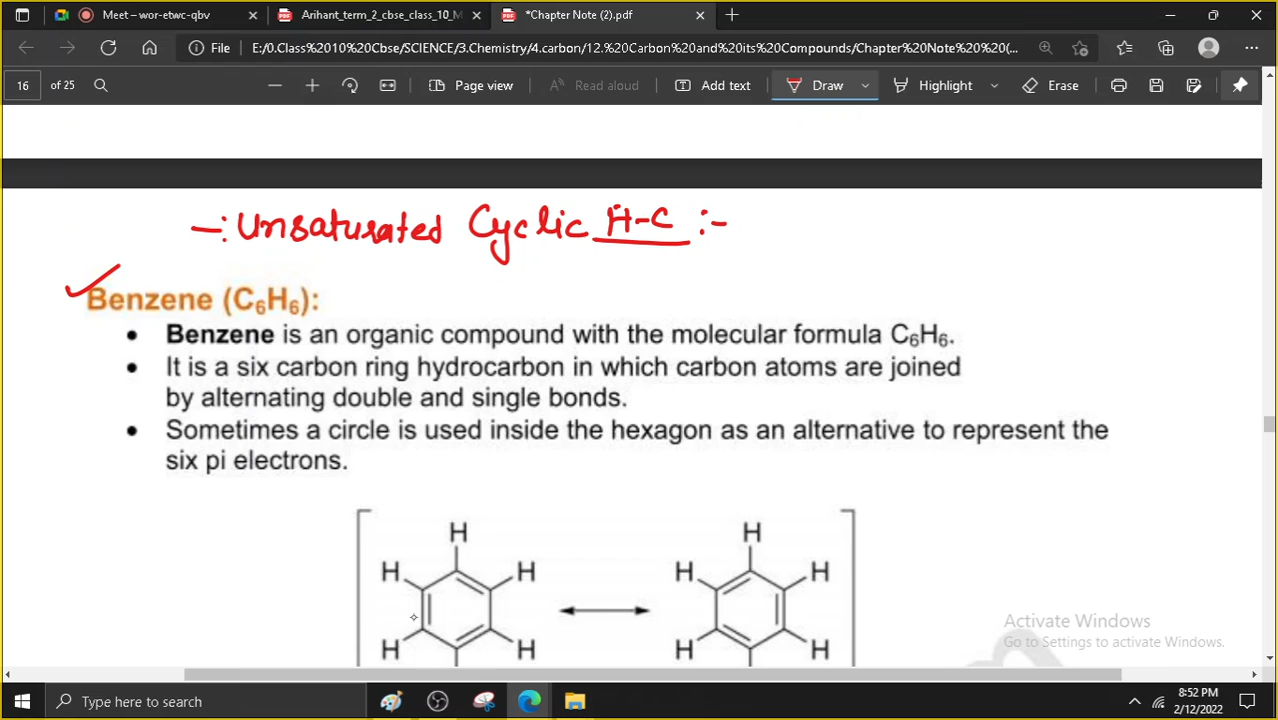 Meet – wor-etwc-qbv
Arihant_term_2_cbse_class_10_M
*Chapter Note (2).pdf
File
E:/0.Class%2010%20Cbse/SCIENCE/3.Chemistry/4.carbon/12.%20Carbon%20and%20its%20Compounds/Chapter%20Note%20%20(...
16 of 25
Page view
Read aloud
Add text
Draw
Highlight
Erase
-: Unsaturated Cyclic H-C :-
Benzene (C₆H₆):
• Benzene is an organic compound with the molecular formula C₆H₆.
• It is a six carbon ring hydrocarbon in which carbon atoms are joined
by alternating double and single bonds.
• Sometimes a circle is used inside the hexagon as an alternative to represent the
six pi electrons.
H H
H H H H
H H H H
Activate Windows
Go to Settings to activate Windows.
Type here to search
8:52 PM
2/12/2022